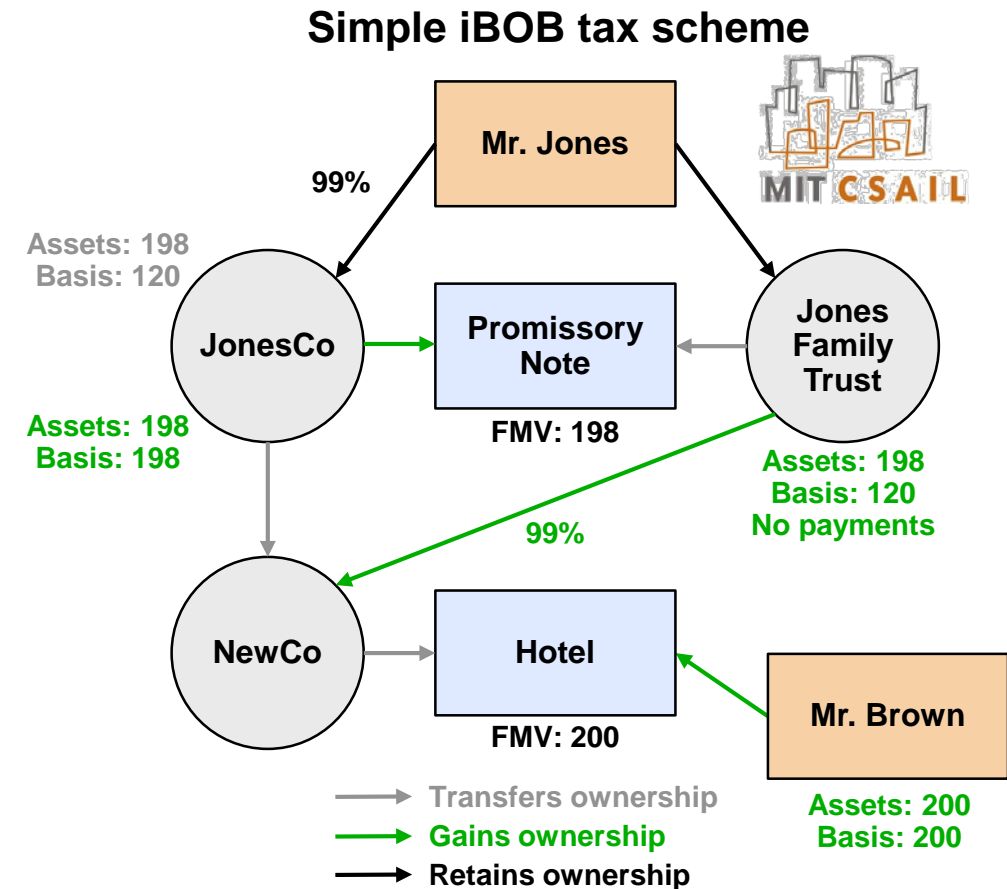 Simple iBOB tax scheme
MIT CSAIL
Mr. Jones
99%
Assets: 198
Basis: 120
JonesCo
Promissory
Note
Jones
Family
Trust
FMV: 198
Assets: 198
Basis: 198
Assets: 198
Basis: 120
No payments
99%
NewCo
Hotel
FMV: 200
Mr. Brown
Assets: 200
Basis: 200
Transfers ownership
Gains ownership
Retains ownership